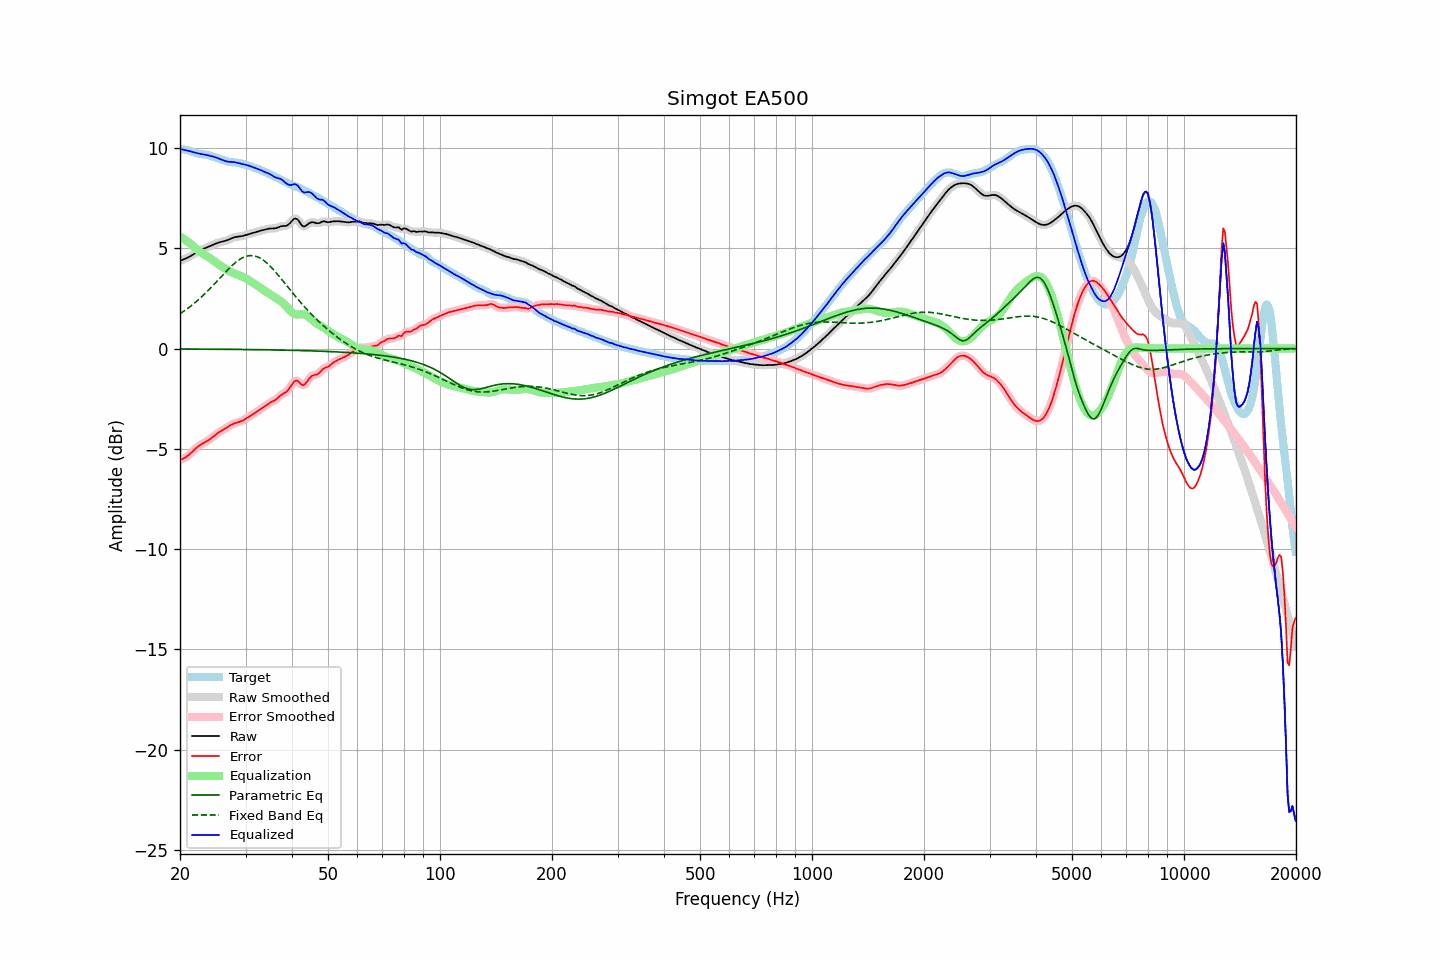 Simgot EA500
Amplitude (dBr)
10
5
0
−5
−10
−15
−20
−25
Target
Raw Smoothed
Error Smoothed
Raw
Error
Equalization
Parametric Eq
Fixed Band Eq
Equalized
20 50 100 200 500 1000 2000 5000 10000 20000
Frequency (Hz)